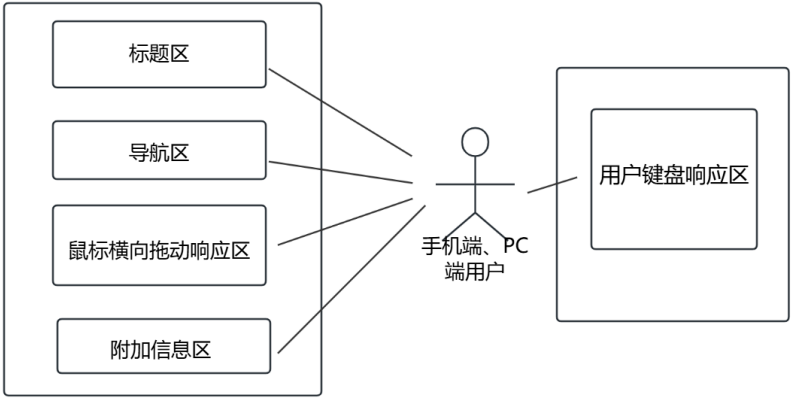 标题区
导航区
鼠标横向拖动响应区
附加信息区
手机端、PC
端用户
用户键盘响应区